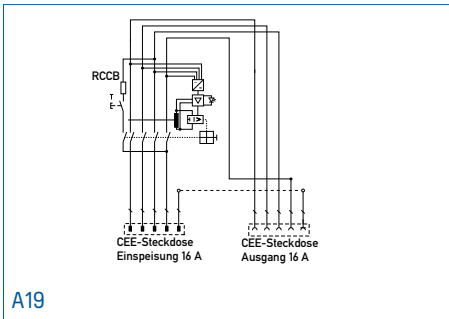 RCCB
I>
CEE-Steckdose
Einspeisung 16 A
CEE-Steckdose
Ausgang 16 A
A19